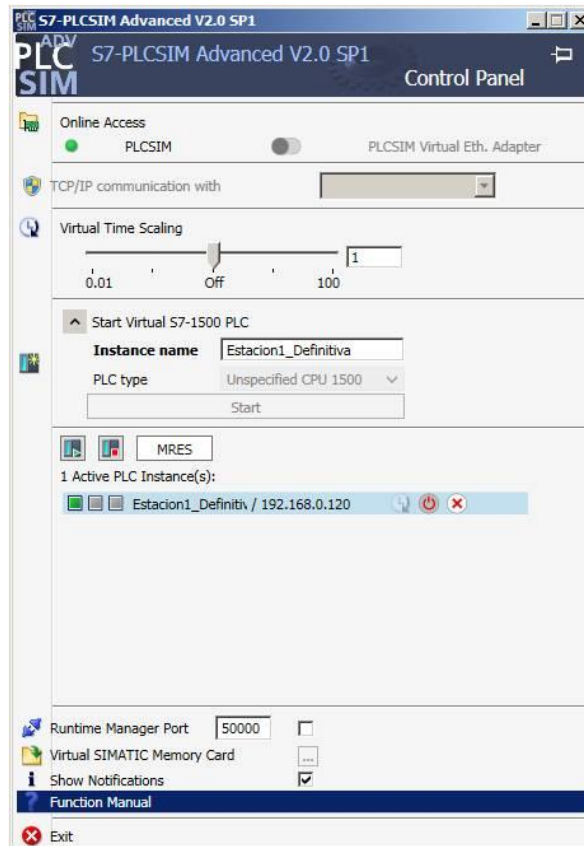 S7-PLCSIM Advanced V2.0 SP1
PLCSIM ADV
S7-PLCSIM Advanced V2.0 SP1
Control Panel
Online Access
PLCSIM PLCSIM Virtual Eth. Adapter
TCP/IP communication with
Virtual Time Scaling
1
0.01 Off 100
Start Virtual S7-1500 PLC
Instance name Estacion1_Definitiva
PLC type Unspecified CPU 1500
Start
MRES
1 Active PLC Instance(s):
Estacion1_Definitiv / 192.168.0.120
Runtime Manager Port 50000
Virtual SIMATIC Memory Card ...
Show Notifications
Function Manual
Exit